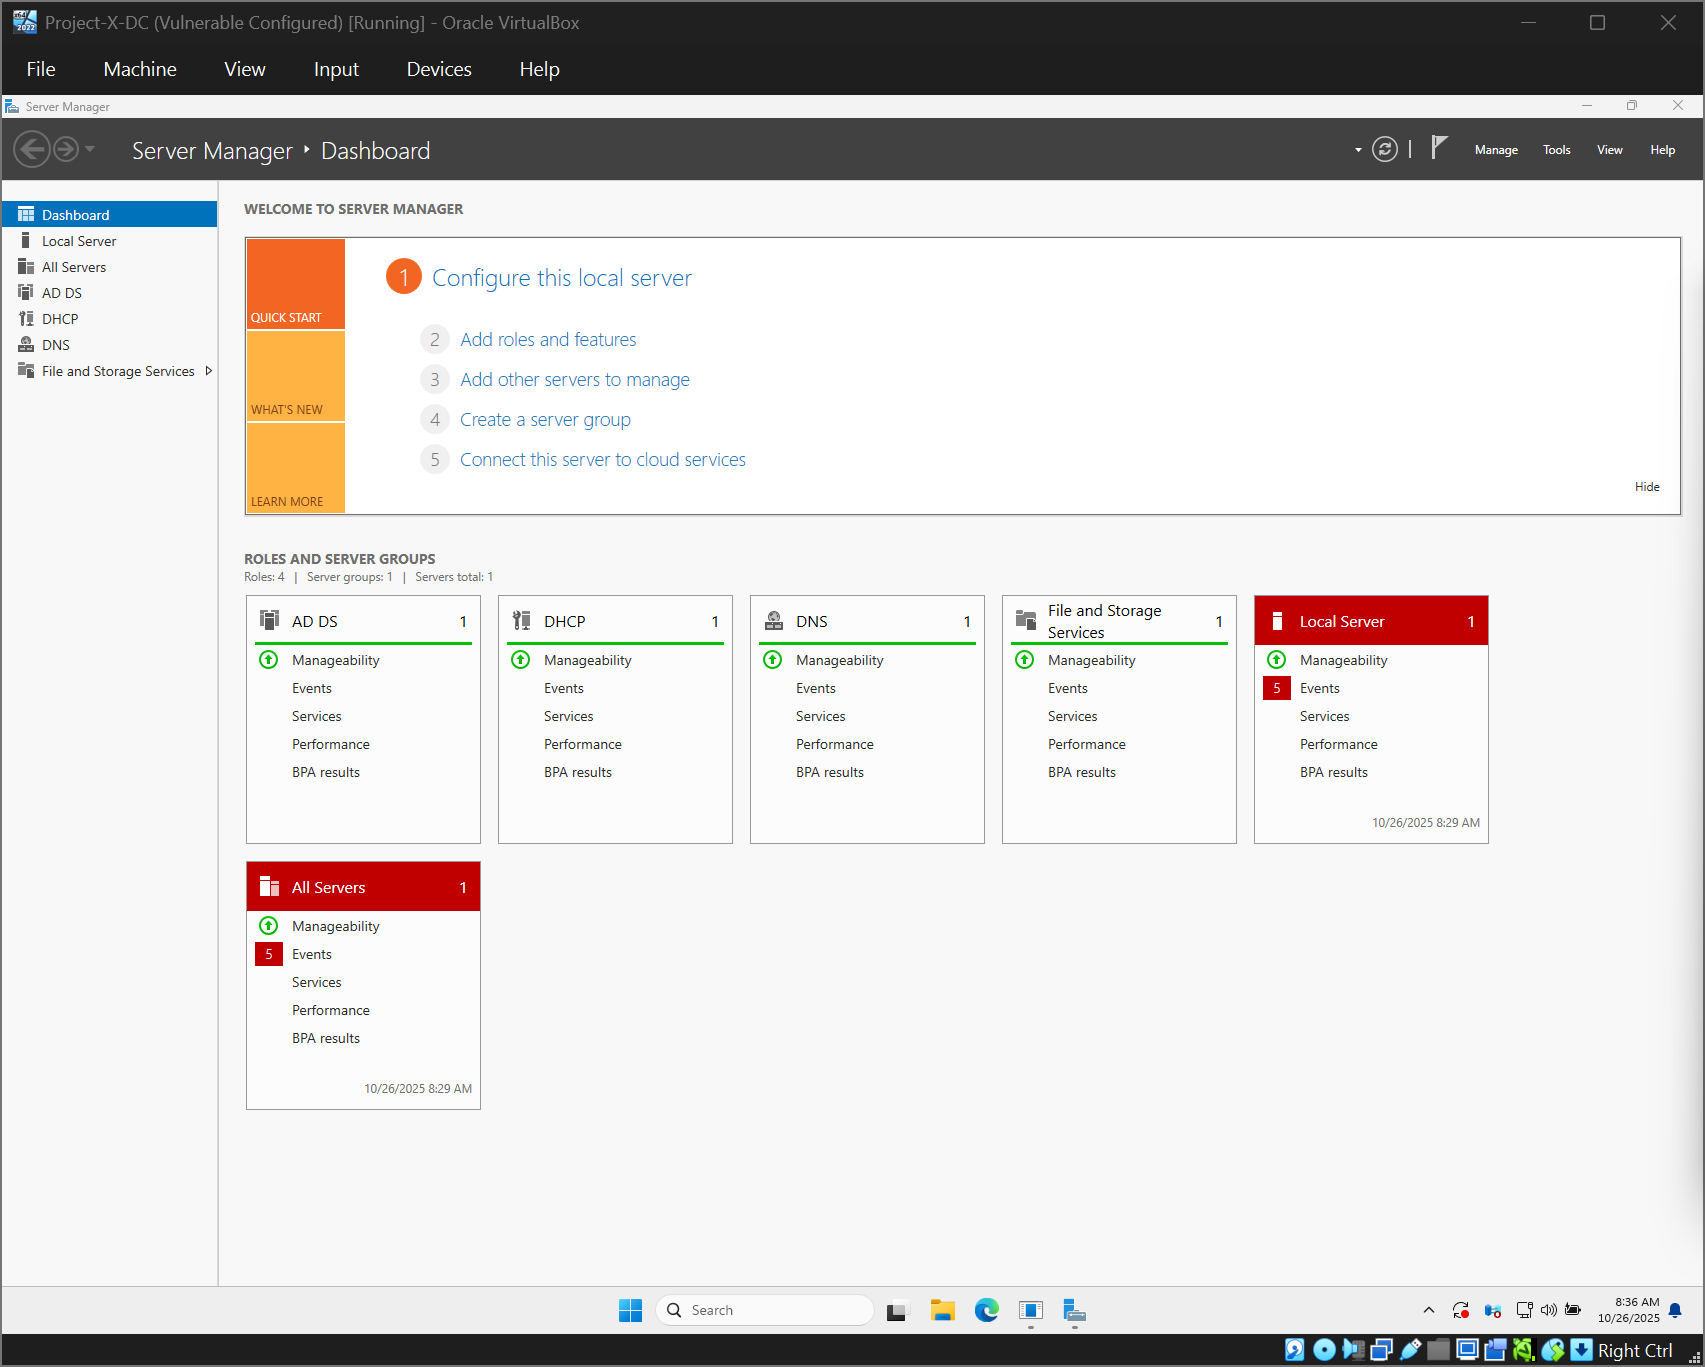 Project-X-DC (Vulnerable Configured) [Running] - Oracle VirtualBox
File Machine View Input Devices Help
Server Manager
Server Manager ‣ Dashboard
Manage Tools View Help
Dashboard
Local Server
All Servers
AD DS
DHCP
DNS
File and Storage Services
WELCOME TO SERVER MANAGER
QUICK START
WHAT'S NEW
LEARN MORE
1 Configure this local server
2 Add roles and features
3 Add other servers to manage
4 Create a server group
5 Connect this server to cloud services
Hide
ROLES AND SERVER GROUPS
Roles: 4 | Server groups: 1 | Servers total: 1
AD DS 1
Manageability
Events
Services
Performance
BPA results
DHCP 1
Manageability
Events
Services
Performance
BPA results
DNS 1
Manageability
Events
Services
Performance
BPA results
File and Storage
Services 1
Manageability
Events
Services
Performance
BPA results
Local Server 1
Manageability
5 Events
Services
Performance
BPA results
10/26/2025 8:29 AM
All Servers 1
Manageability
5 Events
Services
Performance
BPA results
10/26/2025 8:29 AM
Search
8:36 AM
10/26/2025
Right Ctrl